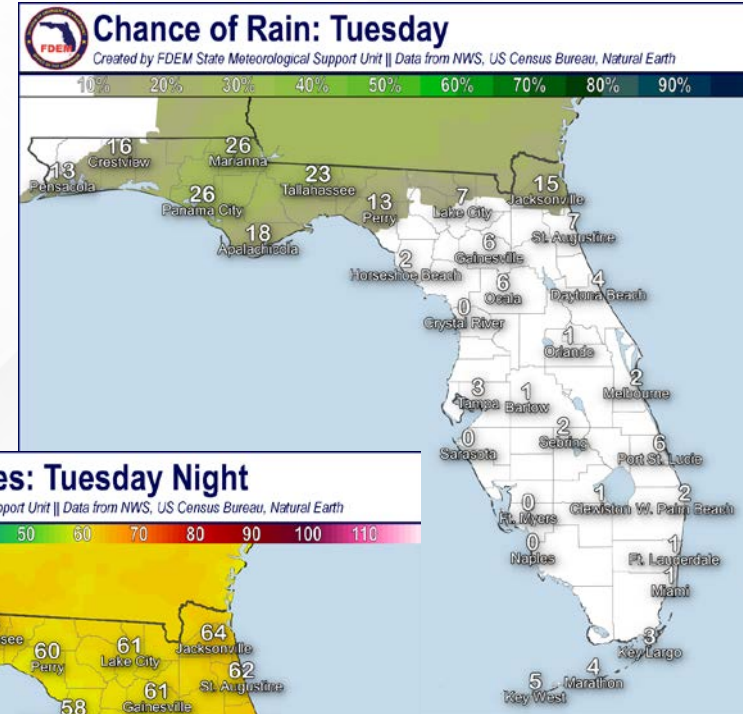 FDEM
Chance of Rain: Tuesday
Created by FDEM State Meteorological Support Unit || Data from NWS, US Census Bureau, Natural Earth
10% 20% 30% 40% 50% 60% 70% 80% 90%
16
Crestview
26
Marianna
13
Pensacola
23
Tallahassee
15
Jacksonville
26
Panama City
13
Perry
7
Lake City
18
Apalachicola
7
St. Augustine
6
Gainesville
2
Horseshoe Beach
6
Ocala
4
Daytona Beach
0
Crystal River
1
Orlando
3
Tampa
1
Bartow
2
Melbourne
0
Sarasota
2
Sebring
6
Port St. Lucie
0
Ft. Myers
1
Clewiston
2
W. Palm Beach
0
Naples
1
Ft. Lauderdale
1
Miami
3
Key Largo
4
Marathon
5
Key West
es: Tuesday Night
pport Unit || Data from NWS, US Census Bureau, Natural Earth
50 60 70 80 90 100 110
see
60
Perry
61
Lake City
64
Jacksonville
62
St. Augustine
58
61
Gainesville